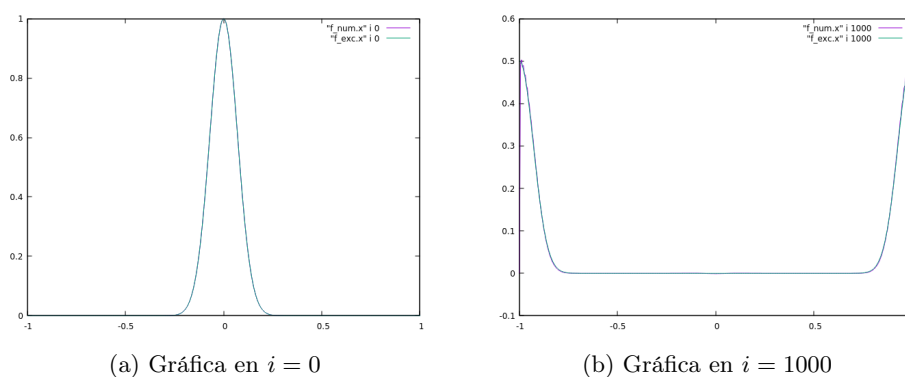 "f_num.x" i 0
"f_exc.x" i 0
1
0.8
0.6
0.4
0.2
0
-1 -0.5 0 0.5 1
(a) Gráfica en i = 0
"f_num.x" i 1000
"f_exc.x" i 1000
0.6
0.5
0.4
0.3
0.2
0.1
0
-0.1
-1 -0.5 0 0.5
(b) Gráfica en i = 1000